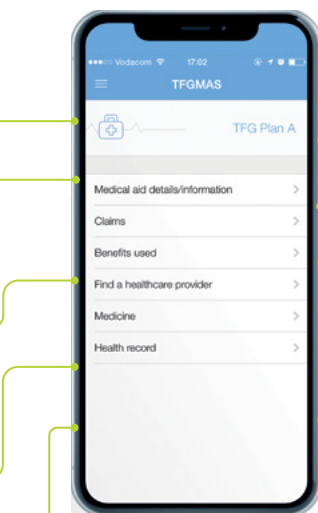 Vodacom 17:02
TFGMAS
TFG Plan A
Medical aid details/information
Claims
Benefits used
Find a healthcare provider
Medicine
Health record